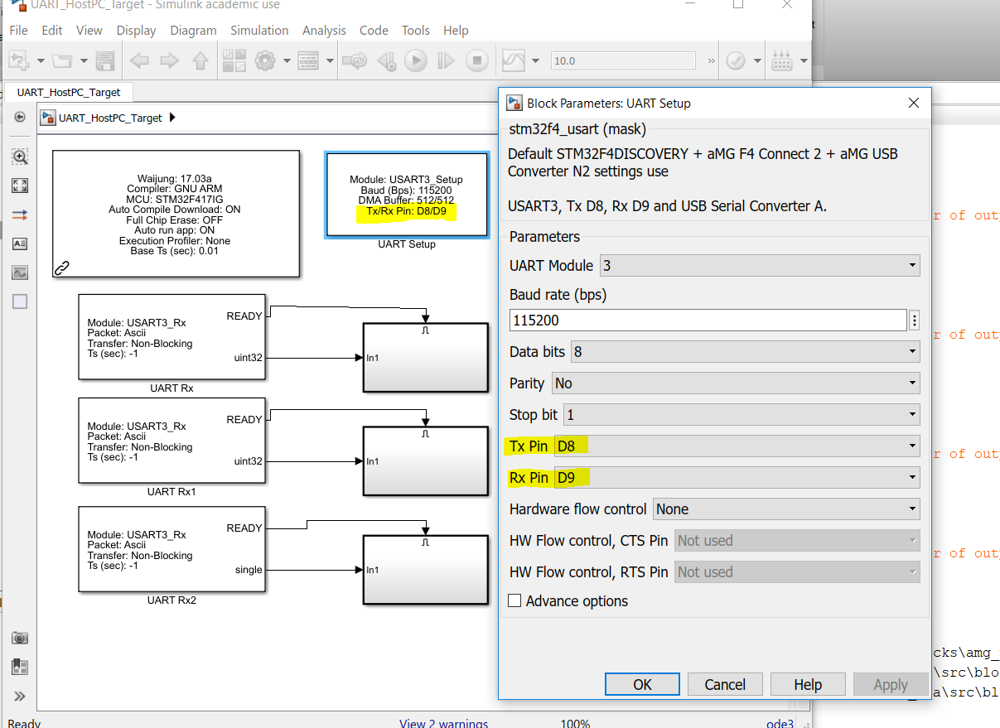 UART_HostPC_Target - Simulink academic use
File Edit View Display Diagram Simulation Analysis Code Tools Help
10.0
»
UART_HostPC_Target
UART_HostPC_Target
Waijung: 17.03a
Compiler: GNU ARM
MCU: STM32F417IG
Auto Compile Download: ON
Full Chip Erase: OFF
Auto run app: ON
Execution Profiler: None
Base Ts (sec): 0.01
Module: USART3_Setup
Baud (Bps): 115200
DMA Buffer: 512/512
Tx/Rx Pin: D8/D9
UART Setup
Module: USART3_Rx
Packet: Ascii
Transfer: Non-Blocking
Ts (sec): -1
READY
uint32
In1
UART Rx
Module: USART3_Rx
Packet: Ascii
Transfer: Non-Blocking
Ts (sec): -1
READY
uint32
In1
UART Rx1
Module: USART3_Rx
Packet: Ascii
Transfer: Non-Blocking
Ts (sec): -1
READY
single
In1
UART Rx2
Ready
View 2 warnings
100%
ode3
Block Parameters: UART Setup
stm32f4_usart (mask)
Default STM32F4DISCOVERY + aMG F4 Connect 2 + aMG USB
Converter N2 settings use
USART3, Tx D8, Rx D9 and USB Serial Converter A.
Parameters
UART Module 3
Baud rate (bps)
115200
Data bits 8
Parity No
Stop bit 1
Tx Pin D8
Rx Pin D9
Hardware flow control None
HW Flow control, CTS Pin Not used
HW Flow control, RTS Pin Not used
Advance options
OK Cancel Help Apply
r of out
r of out
r of out
r of out
cks\amg_
\src\blo
a\src\bl